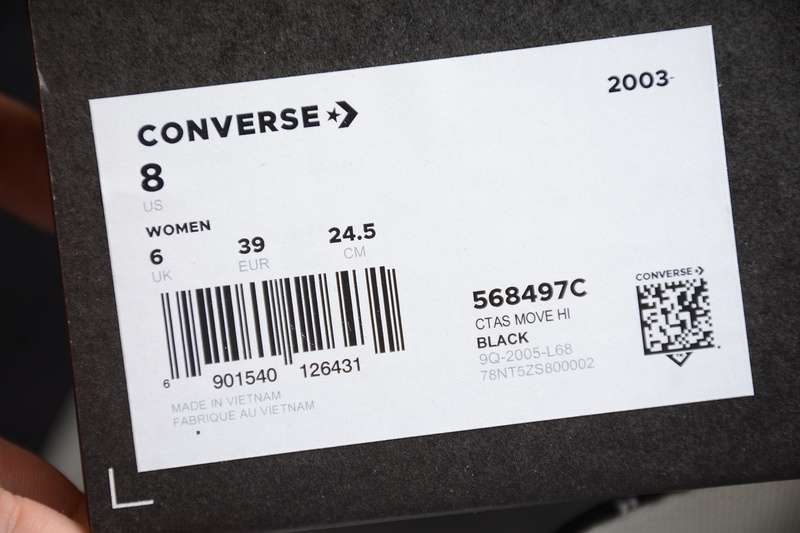 2003-
CONVERSE
8
US
WOMEN
6 39 24.5
UK EUR CM
6 901540 126431
MADE IN VIETNAM
FABRIQUE AU VIETNAM
568497C
CTAS MOVE HI
BLACK
9Q-2005-L68
78NT5ZS800002
CONVERSE